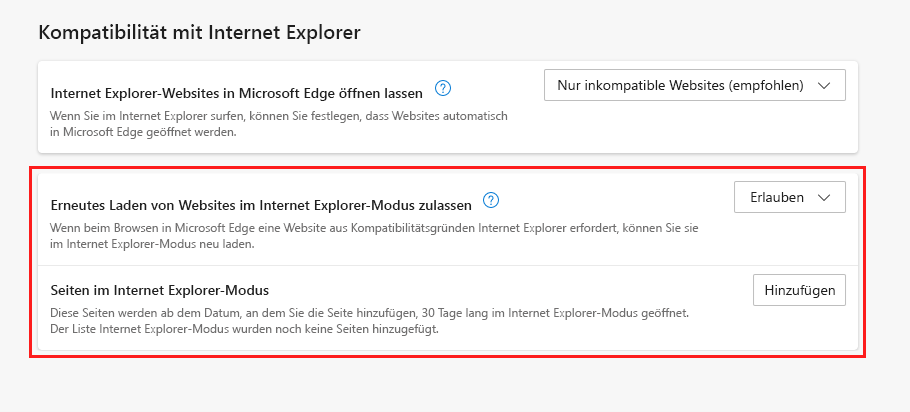 Kompatibilität mit Internet Explorer
Internet Explorer-Websites in Microsoft Edge öffnen lassen ?
Nur inkompatible Websites (empfohlen)
Wenn Sie im Internet Explorer surfen, können Sie festlegen, dass Websites automatisch
in Microsoft Edge geöffnet werden.
Erneutes Laden von Websites im Internet Explorer-Modus zulassen ?
Erlauben
Wenn beim Browsen in Microsoft Edge eine Website aus Kompatibilitätsgründen Internet Explorer erfordert, können Sie sie
im Internet Explorer-Modus neu laden.
Seiten im Internet Explorer-Modus
Hinzufügen
Diese Seiten werden ab dem Datum, an dem Sie die Seite hinzufügen, 30 Tage lang im Internet Explorer-Modus geöffnet.
Der Liste Internet Explorer-Modus wurden noch keine Seiten hinzugefügt.